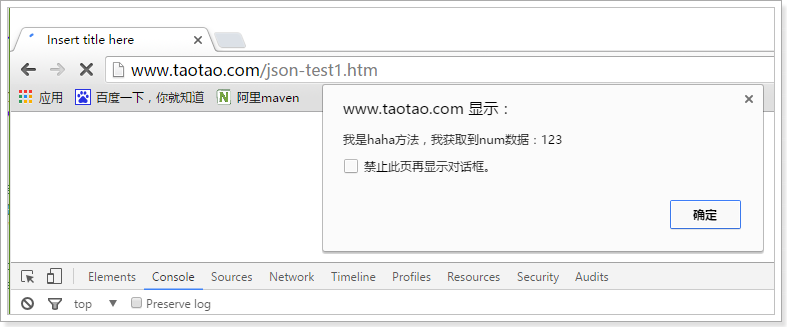 Insert title here
www.taotao.com/json-test1.htm
应用 百度一下，你就知道 阿里maven
www.taotao.com 显示：
我是haha方法，我获取到num数据：123
禁止此页再显示对话框。
确定
Elements Console Sources Network Timeline Profiles Resources Security Audits
top Preserve log